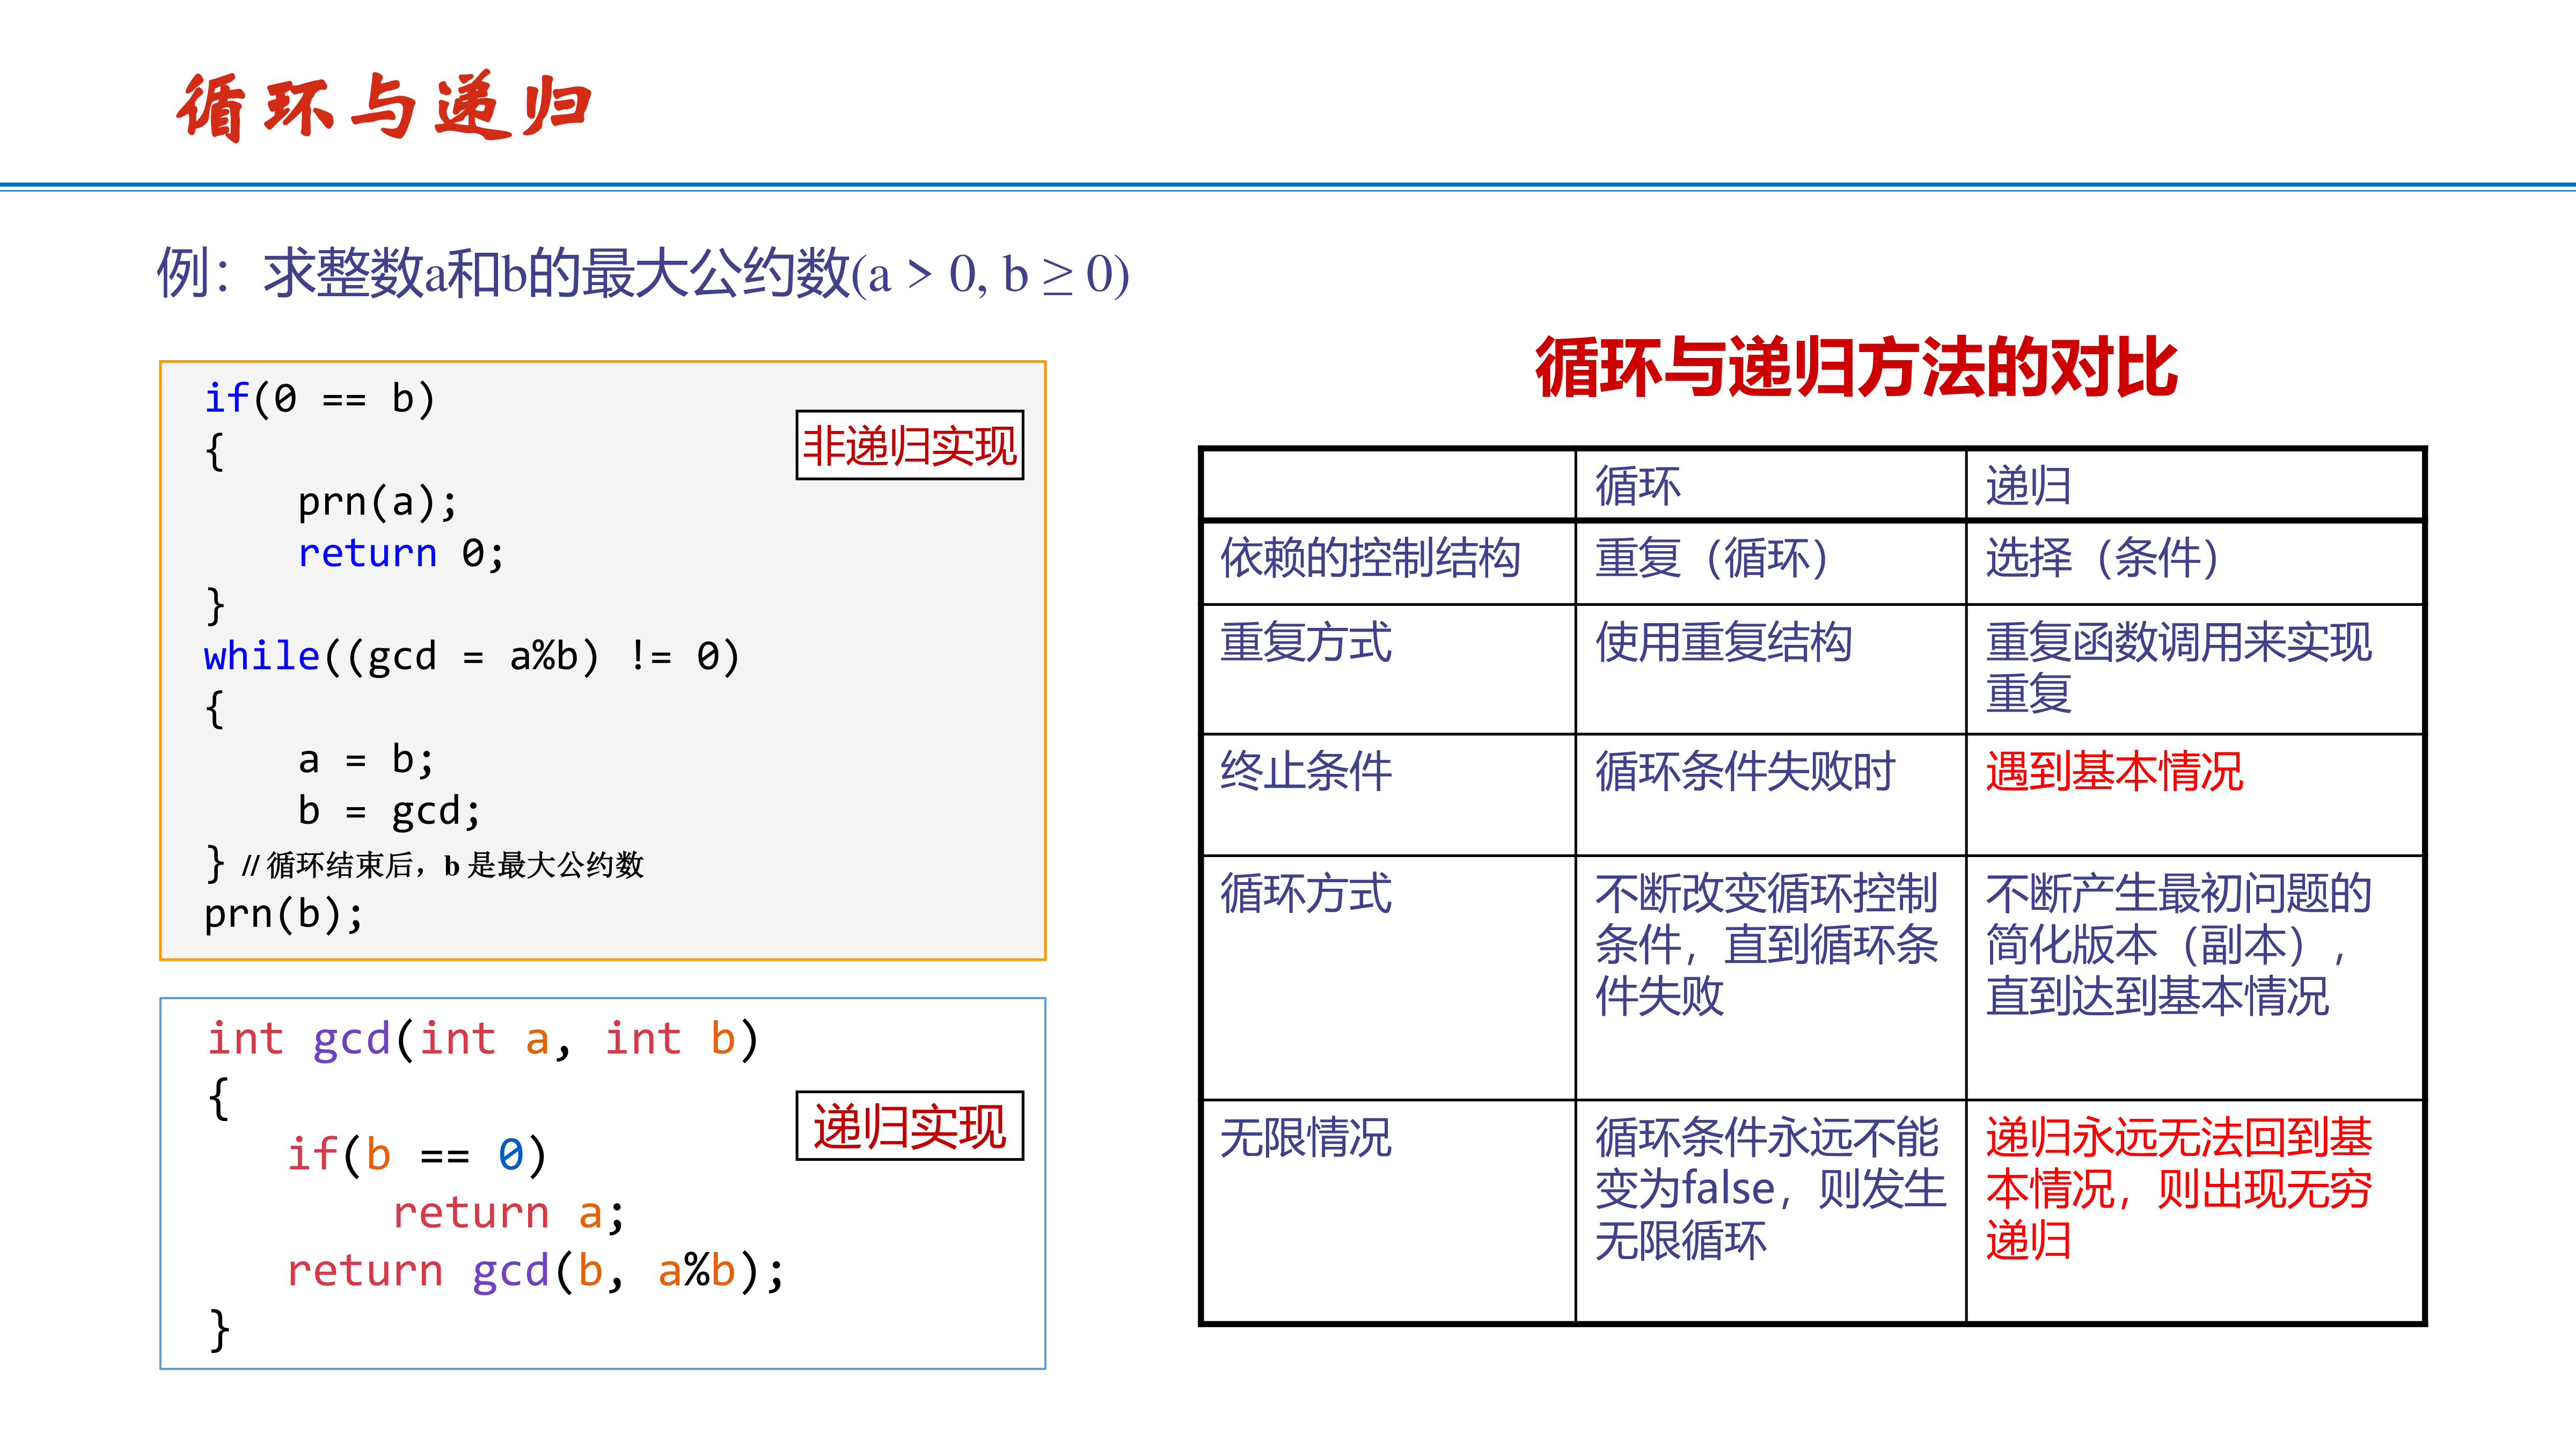 循环与递归
例：求整数a和b的最大公约数(a > 0, b ≥ 0)
if(0 == b)
{
    prn(a);
    return 0;
}
while((gcd = a%b) != 0)
{
    a = b;
    b = gcd;
} // 循环结束后，b 是最大公约数
prn(b);
非递归实现
int gcd(int a, int b)
{
   if(b == 0)
       return a;
   return gcd(b, a%b);
}
递归实现
循环与递归方法的对比
循环 递归
依赖的控制结构 重复（循环） 选择（条件）
重复方式 使用重复结构 重复函数调用来实现
重复
终止条件 循环条件失败时 遇到基本情况
循环方式 不断改变循环控制 不断产生最初问题的
条件，直到循环条 简化版本（副本），
件失败 直到达到基本情况
无限情况 循环条件永远不能 递归永远无法回到基
变为false，则发生 本情况，则出现无穷
无限循环 递归